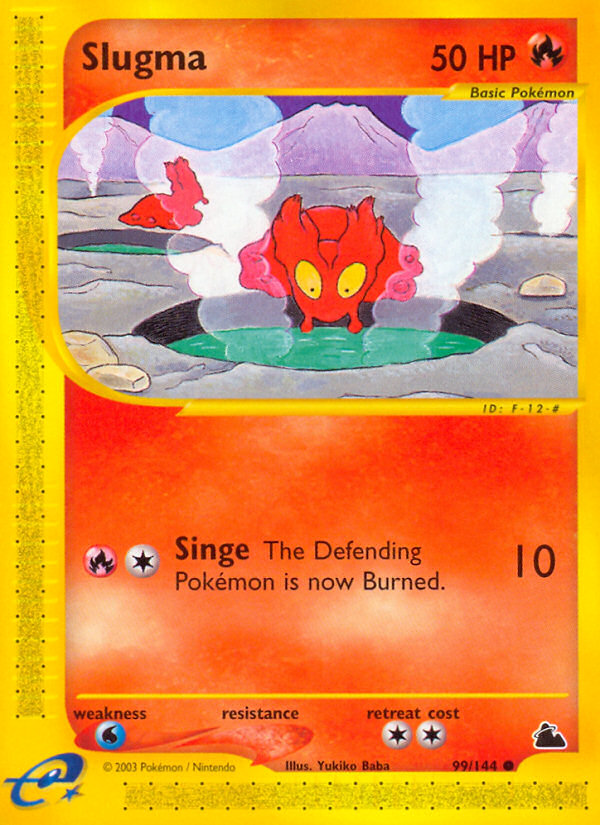 Slugma 50 HP
Basic Pokémon
ID: F-12-#
Singe The Defending 10
Pokémon is now Burned.
weakness resistance retreat cost
© 2003 Pokémon / Nintendo Illus. Yukiko Baba 99/144
e